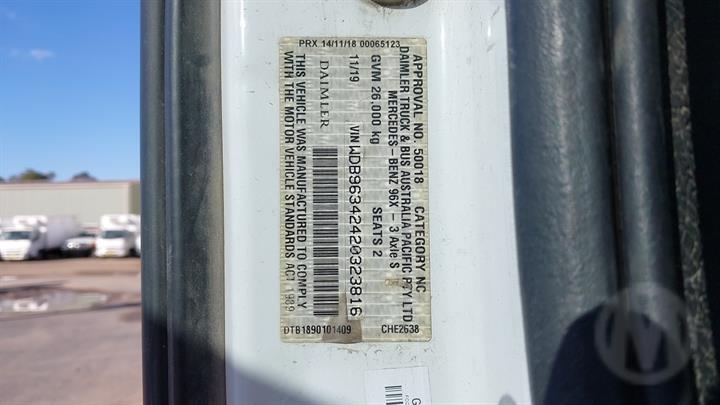 PRX 14/11/18 00065123
APPROVAL NO. 50018 CATEGORY NC
DAIMLER TRUCK & BUS AUSTRALIA PACIFIC PTY LTD
MERCEDES-BENZ 96X - 3 Axle S
GVM 26.000 kg SEATS 2
11/19 VIN WDB96342420323816
DAIMLER
THIS VEHICLE WAS MANUFACTURED TO COMPLY
WITH THE MOTOR VEHICLE STANDARDS ACT 1989
DTB1890101409 CHE2638
M